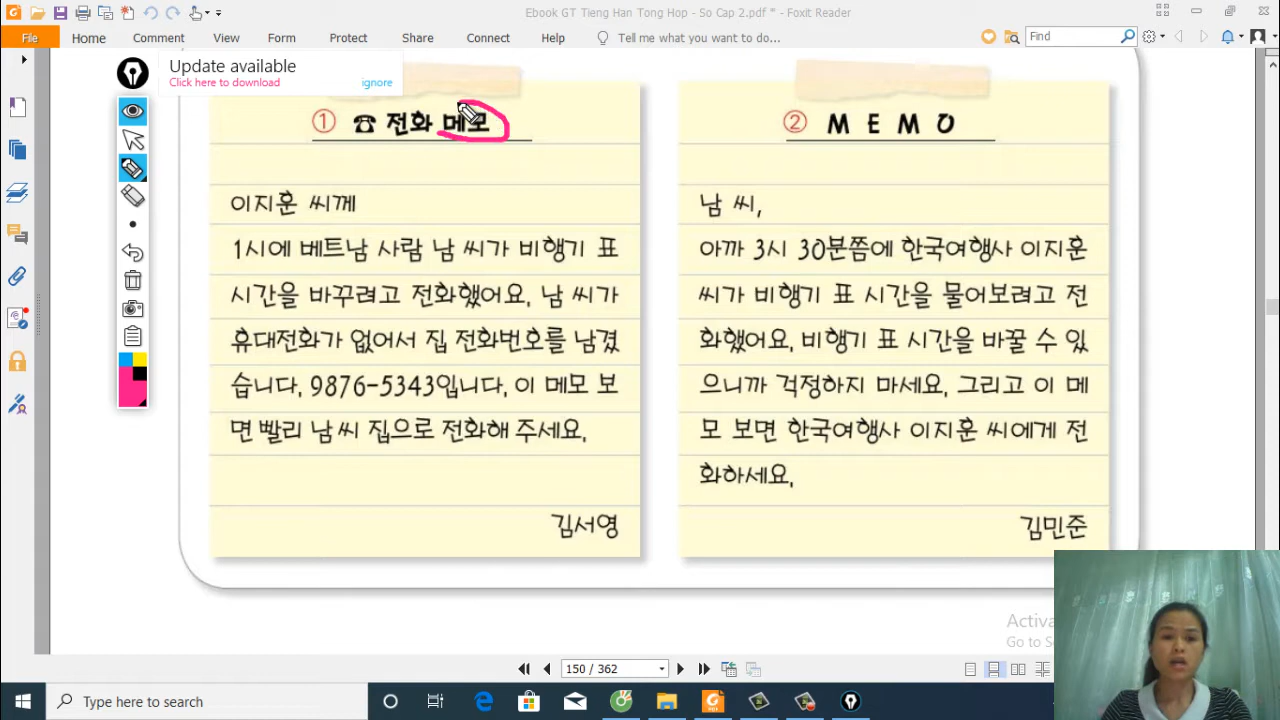 Ebook GT Tieng Han Tong Hop - So Cap 2.pdf * - Foxit Reader
File Home Comment View Form Protect Share Connect Help Tell me what you want to do... Find
Update available
Click here to download ignore
① ☎ 전화 메모
이지훈 씨께
1시에 베트남 사람 남 씨가 비행기 표
시간을 바꾸려고 전화했어요. 남 씨가
휴대전화가 없어서 집 전화번호를 남겼
습니다. 9876-5343입니다. 이 메모 보
면 빨리 남 씨 집으로 전화해 주세요.
김서영
② M E M O
남 씨,
아까 3시 30분쯤에 한국여행사 이지훈
씨가 비행기 표 시간을 물어보려고 전
화했어요. 비행기 표 시간을 바꿀 수 있
으니까 걱정하지 마세요. 그리고 이 메
모 보면 한국여행사 이지훈 씨에게 전
화하세요.
김민준
Go to
150 / 362
Type here to search